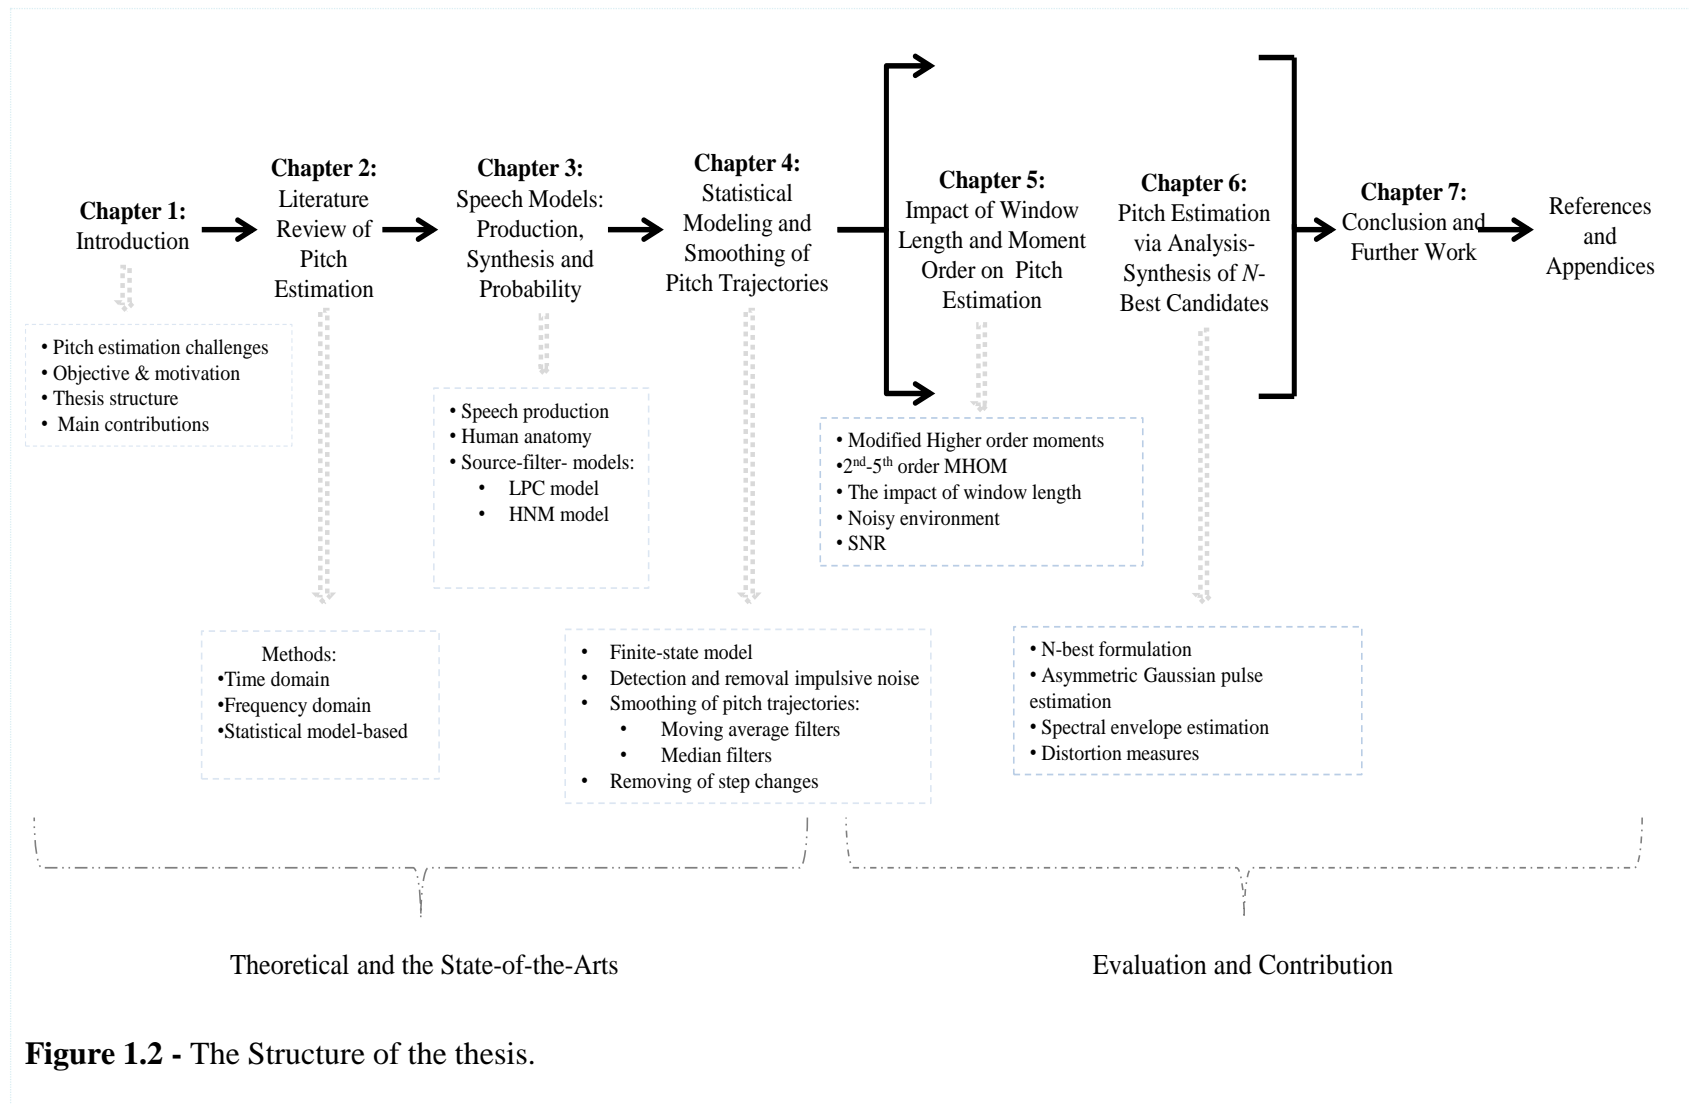 Chapter 1:
Introduction
Chapter 2:
Literature
Review of
Pitch
Estimation
Chapter 3:
Speech Models:
Production,
Synthesis and
Probability
Chapter 4:
Statistical
Modeling and
Smoothing of
Pitch Trajectories
Chapter 5:
Impact of Window
Length and Moment
Order on Pitch
Estimation
Chapter 6:
Pitch Estimation
via Analysis-
Synthesis of N-
Best Candidates
Chapter 7:
Conclusion and
Further Work
References
and
Appendices
• Pitch estimation challenges
• Objective & motivation
• Thesis structure
• Main contributions
Methods:
•Time domain
•Frequency domain
•Statistical model-based
• Speech production
• Human anatomy
• Source-filter- models:
• LPC model
• HNM model
• Finite-state model
• Detection and removal impulsive noise
• Smoothing of pitch trajectories:
• Moving average filters
• Median filters
• Removing of step changes
• Modified Higher order moments
•2nd-5th order MHOM
• The impact of window length
• Noisy environment
• SNR
• N-best formulation
• Asymmetric Gaussian pulse
estimation
• Spectral envelope estimation
• Distortion measures
Theoretical and the State-of-the-Arts
Evaluation and Contribution
Figure 1.2 - The Structure of the thesis.